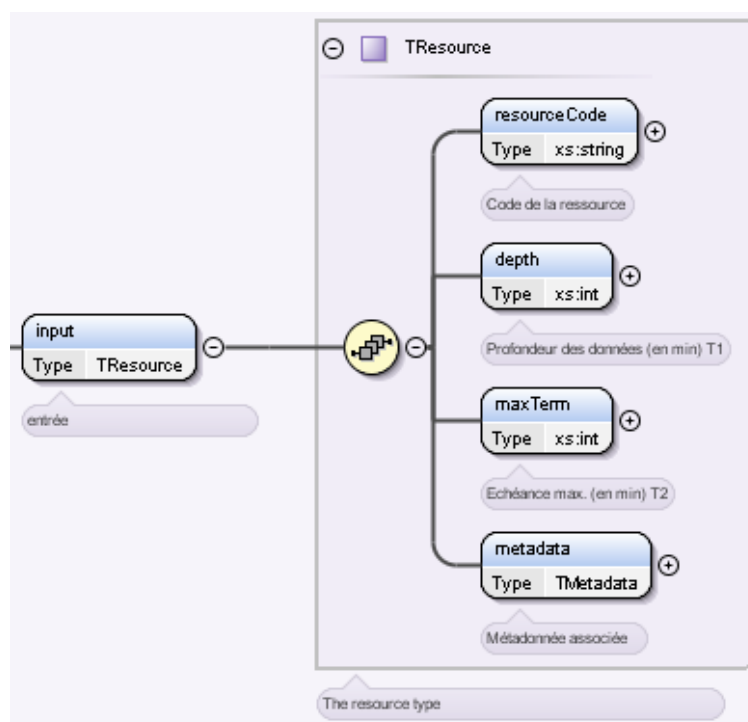 TResource
resourceCode
Type xs:string
Code de la ressource
depth
Type xs:int
Profondeur des données (en min) T1
input
Type TResource
entrée
maxTerm
Type xs:int
Echéance max. (en min) T2
metadata
Type TMetadata
Métadonnée associée
The resource type